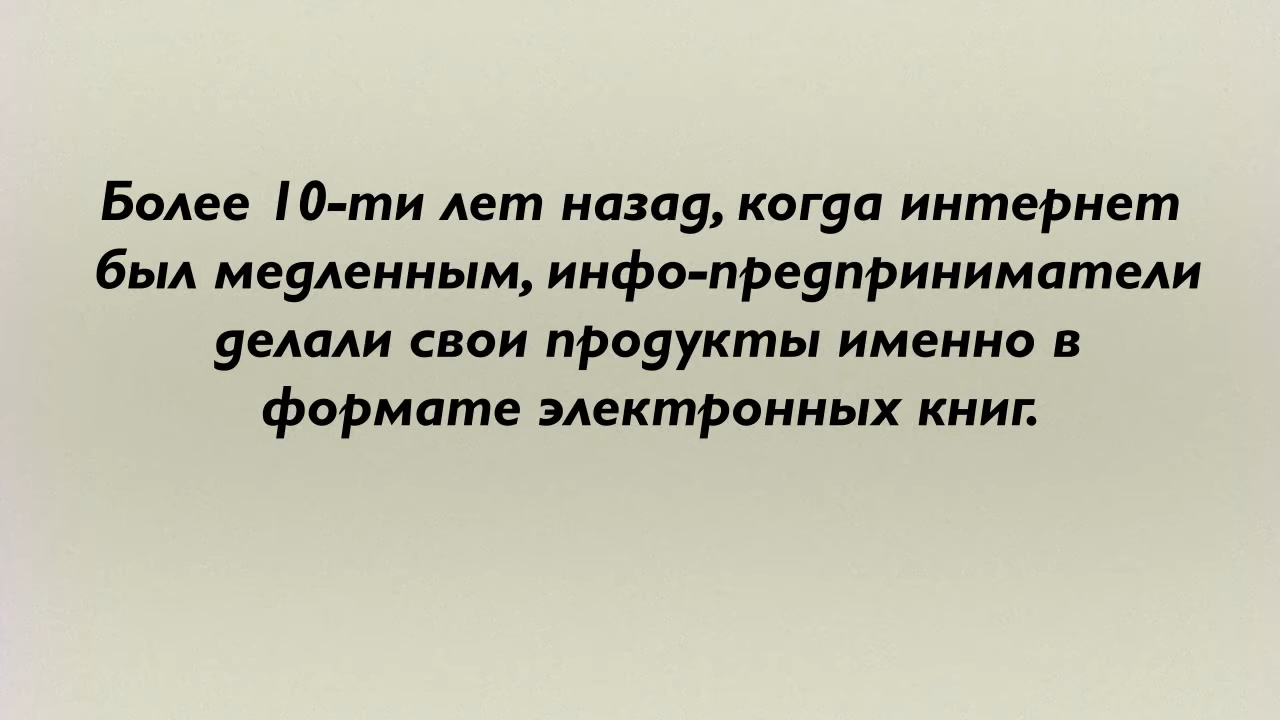 Более 10-ти лет назад, когда интернет
был медленным, инфо-предприниматели
делали свои продукты именно в
формате электронных книг.